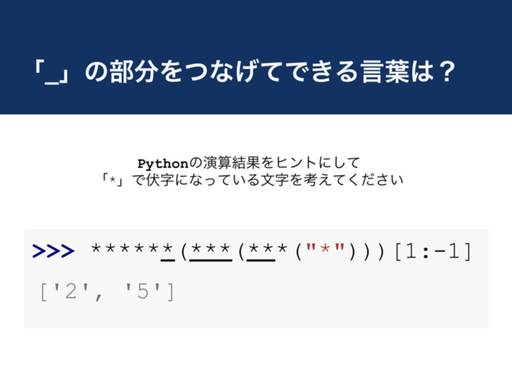 「_」の部分をつなげてできる言葉は？
Pythonの演算結果をヒントにして
「*」で伏字になっている文字を考えてください
>>> ******(***(***("*")))[1:-1]
['2', '5']